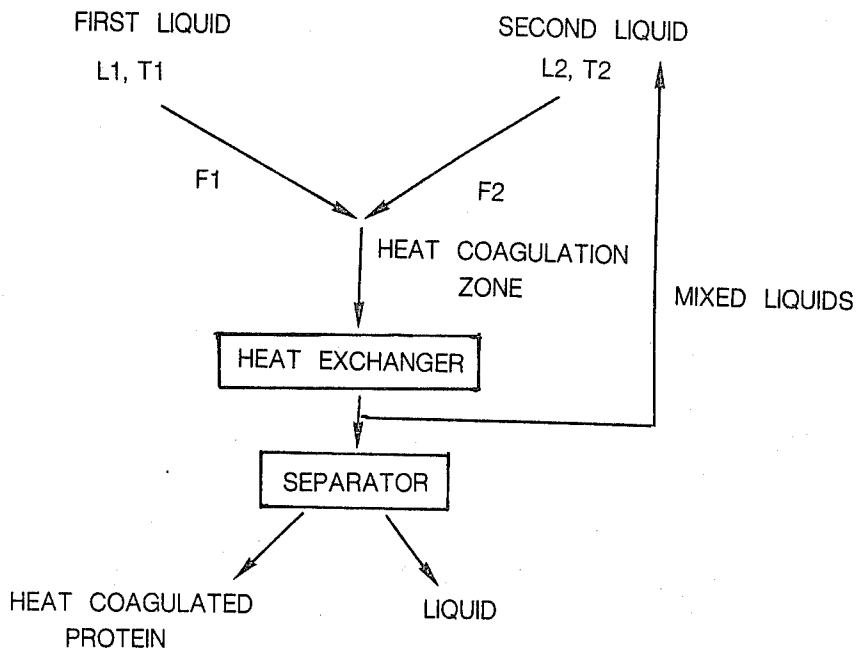 FIRST LIQUID
L1, T1
SECOND LIQUID
L2, T2
F1
F2
HEAT COAGULATION
ZONE
MIXED LIQUIDS
HEAT EXCHANGER
SEPARATOR
HEAT COAGULATED
PROTEIN
LIQUID